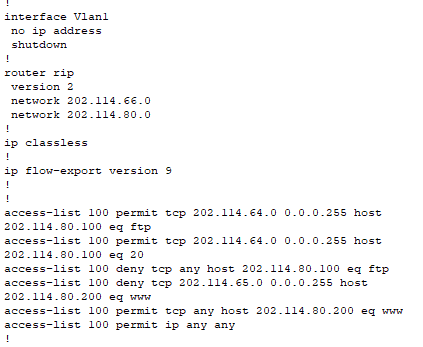 !
interface Vlan1
 no ip address
 shutdown
!
router rip
 version 2
 network 202.114.66.0
 network 202.114.80.0
!
ip classless
!
ip flow-export version 9
!
!
access-list 100 permit tcp 202.114.64.0 0.0.0.255 host
202.114.80.100 eq ftp
access-list 100 permit tcp 202.114.64.0 0.0.0.255 host
202.114.80.100 eq 20
access-list 100 deny tcp any host 202.114.80.100 eq ftp
access-list 100 deny tcp 202.114.65.0 0.0.0.255 host
202.114.80.200 eq www
access-list 100 permit tcp any host 202.114.80.200 eq www
access-list 100 permit ip any any
!